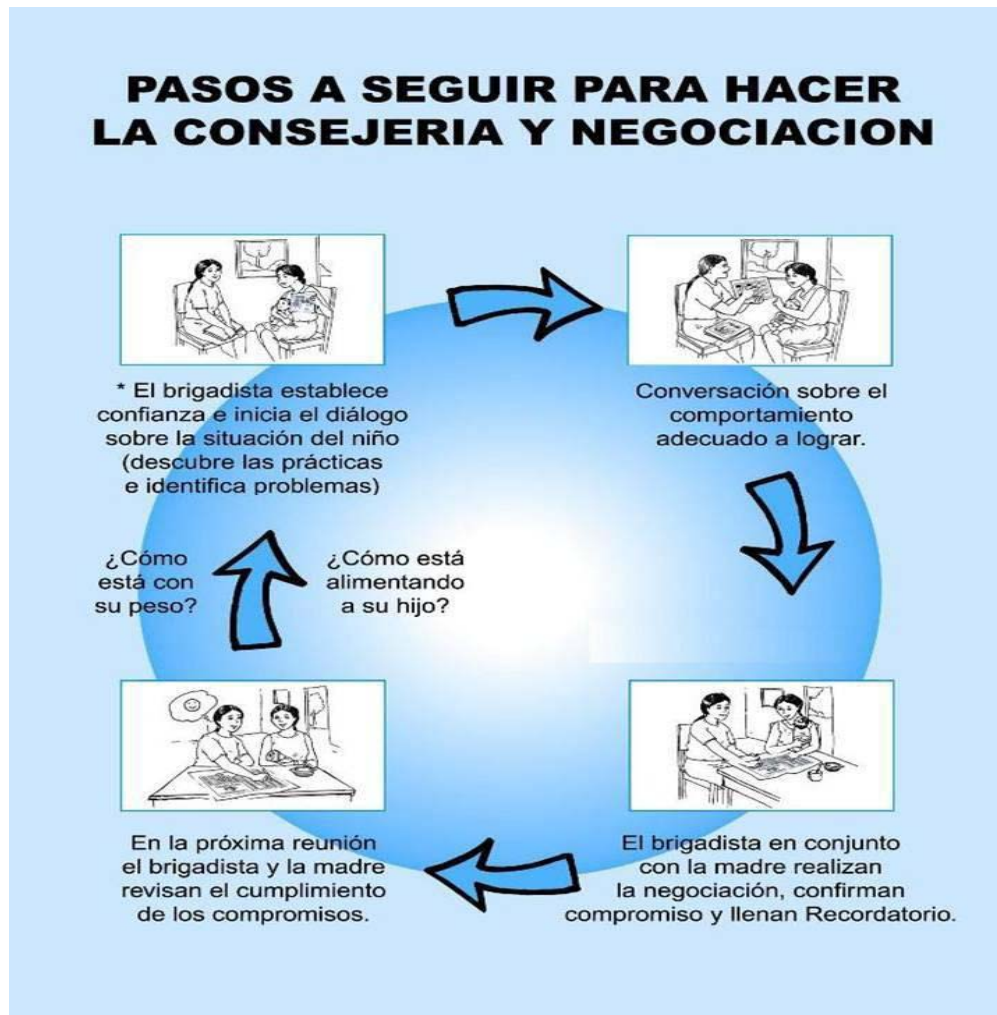 PASOS A SEGUIR PARA HACER
LA CONSEJERIA Y NEGOCIACION
* El brigadista establece
confianza e inicia el diálogo
sobre la situación del niño
(descubre las prácticas
e identifica problemas)
Conversación sobre el
comportamiento
adecuado a lograr.
¿Cómo
está con
su peso?
¿Cómo está
alimentando
a su hijo?
En la próxima reunión
el brigadista y la madre
revisan el cumplimiento
de los compromisos.
El brigadista en conjunto
con la madre realizan
la negociación, confirman
compromiso y llenan Recordatorio.